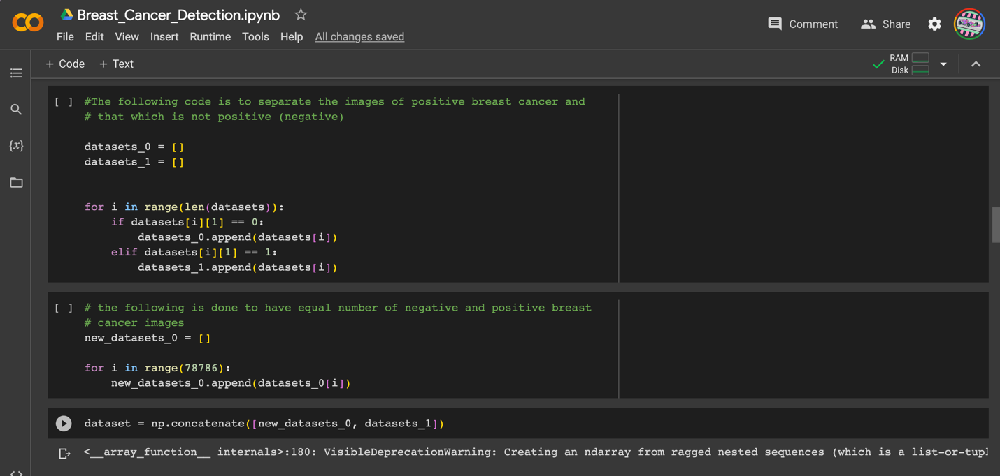 Breast_Cancer_Detection.ipynb
File Edit View Insert Runtime Tools Help All changes saved
Comment Share
+ Code + Text
RAM
Disk
{x}
[ ] #The following code is to separate the images of positive breast cancer and
# that which is not positive (negative)
datasets_0 = []
datasets_1 = []
for i in range(len(datasets)):
    if datasets[i][1] == 0:
        datasets_0.append(datasets[i])
    elif datasets[i][1] == 1:
        datasets_1.append(datasets[i])
[ ] # the following is done to have equal number of negative and positive breast
# cancer images
new_datasets_0 = []
for i in range(78786):
    new_datasets_0.append(datasets_0[i])
dataset = np.concatenate([new_datasets_0, datasets_1])
<__array_function__ internals>:180: VisibleDeprecationWarning: Creating an ndarray from ragged nested sequences (which is a list-or-tupl